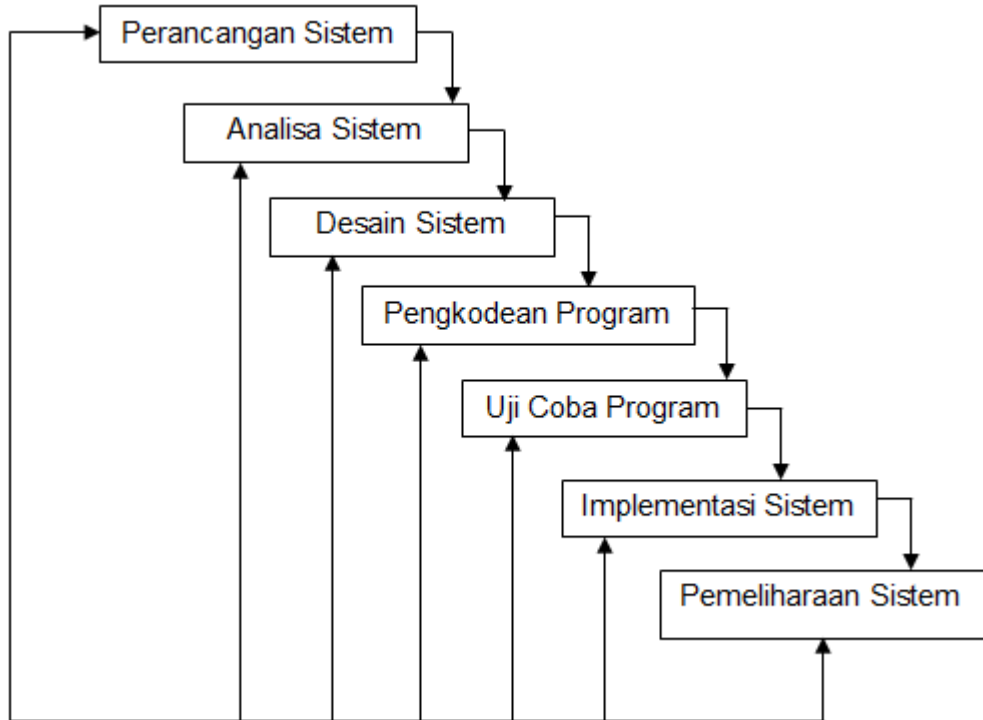 Perancangan Sistem
Analisa Sistem
Desain Sistem
Pengkodean Program
Uji Coba Program
Implementasi Sistem
Pemeliharaan Sistem